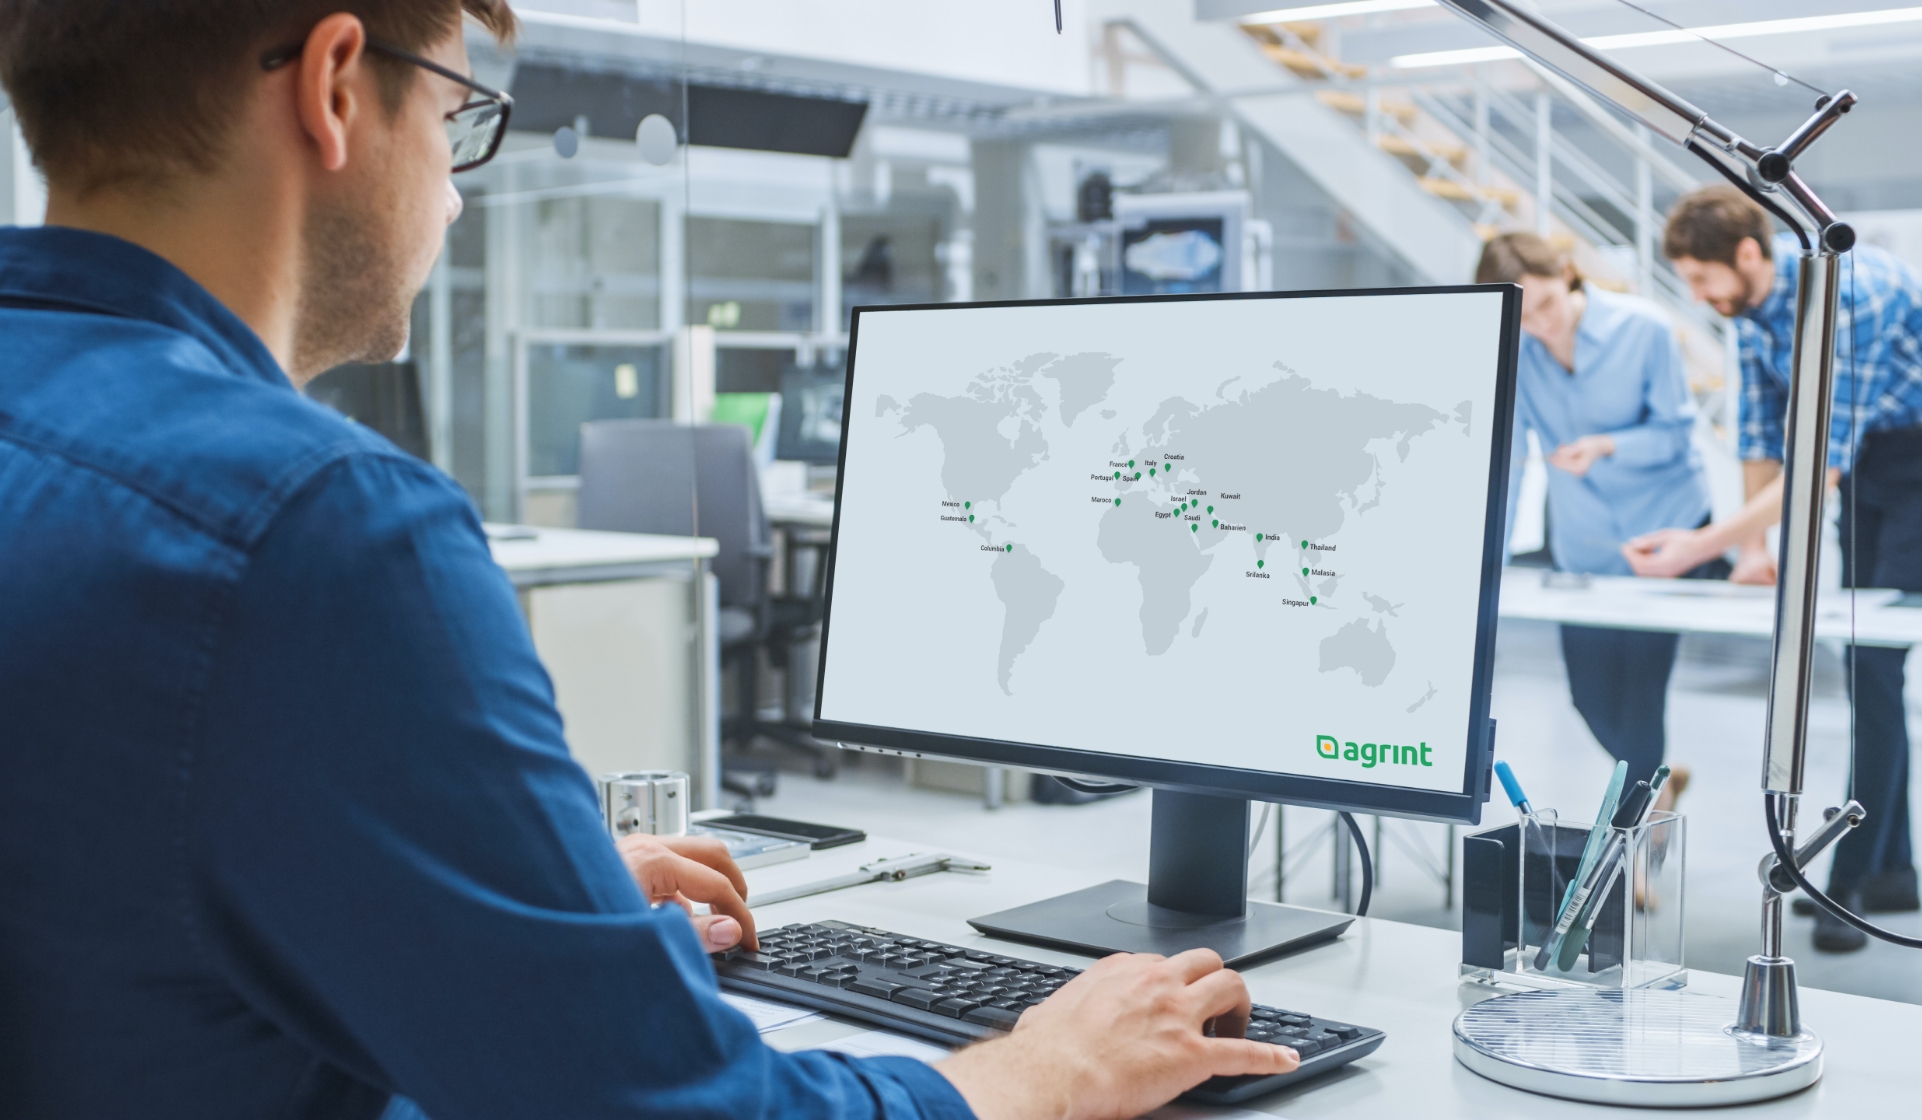 Croatia
France
Italy
Portugal
Spain
Maroco
Jordan
Kuwait
Israel
Egypt
Saudi
Baharien
Mexico
Guatemala
Colombia
India
Thailand
Srilanka
Malasia
Singapur
agrint